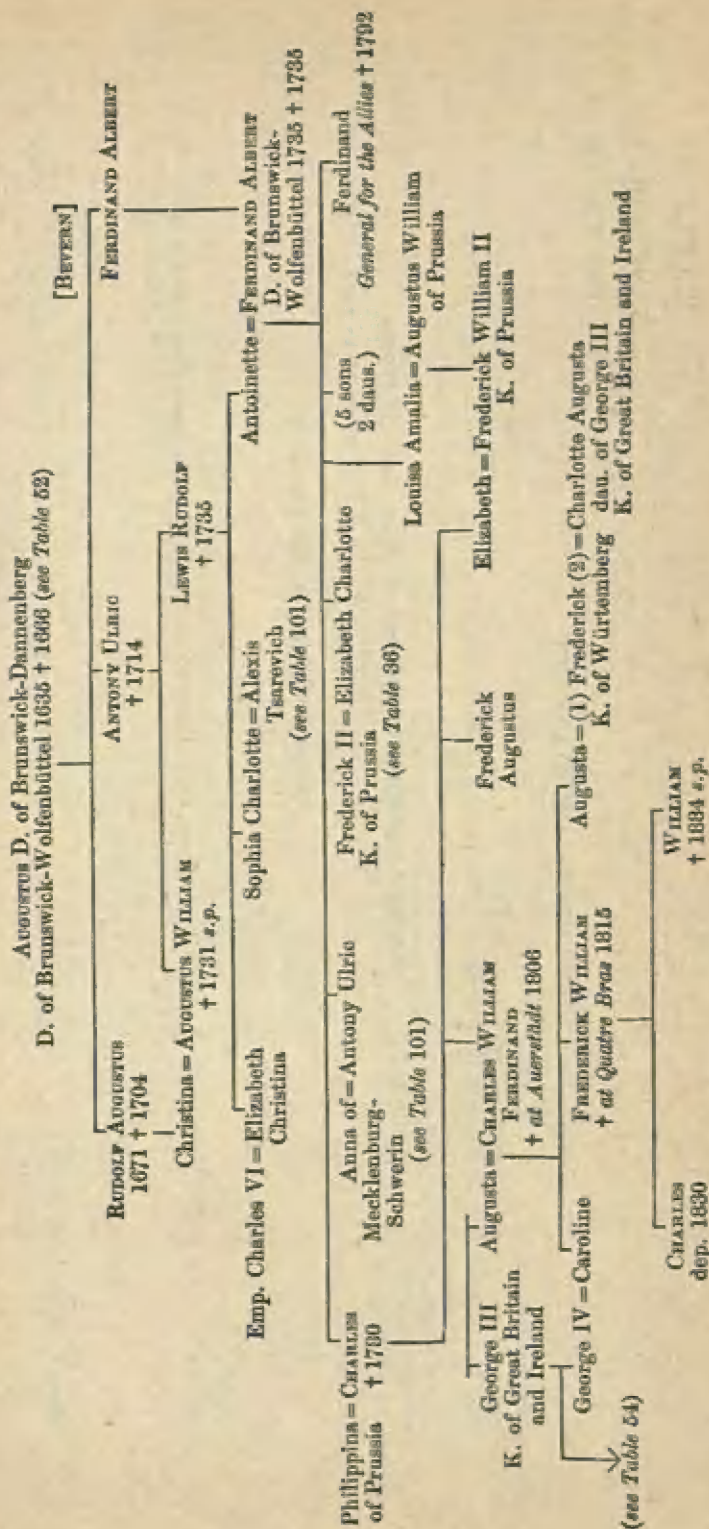 AUGUSTUS D. of Brunswick-Dannenberg
D. of Brunswick-Wolfenbüttel 1635 † 1666 (see Table 52)
[BEVERN]
RUDOLF AUGUSTUS
1671 † 1704
ANTONY ULRIC
† 1714
FERDINAND ALBERT
Christina = AUGUSTUS WILLIAM
† 1731 s.p.
LEWIS RUDOLF
† 1735
Emp. Charles VI = Elizabeth
Christina
Sophia Charlotte = Alexis
Tsarevich
(see Table 101)
Antoinette = FERDINAND ALBERT
D. of Brunswick-
Wolfenbüttel 1735 † 1735
Philippina = CHARLES
of Prussia † 1780
Anna of = Antony Ulric
Mecklenburg-
Schwerin
(see Table 101)
Frederick II = Elizabeth Charlotte
K. of Prussia
(see Table 36)
(5 sons
2 daus.)
Ferdinand
General for the Allies † 1792
Louisa Amalia = Augustus William
of Prussia
George III
K. of Great Britain
and Ireland
Augusta = CHARLES WILLIAM
FERDINAND
† at Auerstädt 1806
Frederick
Augustus
Elizabeth = Frederick William II
K. of Prussia
George IV = Caroline
(see Table 54)
FREDERICK WILLIAM
† at Quatre Bras 1815
Augusta = (1) Frederick (2) = Charlotte Augusta
K. of Würtemberg dau. of George III
K. of Great Britain and Ireland
CHARLES
dep. 1830
WILLIAM
† 1884 s.p.